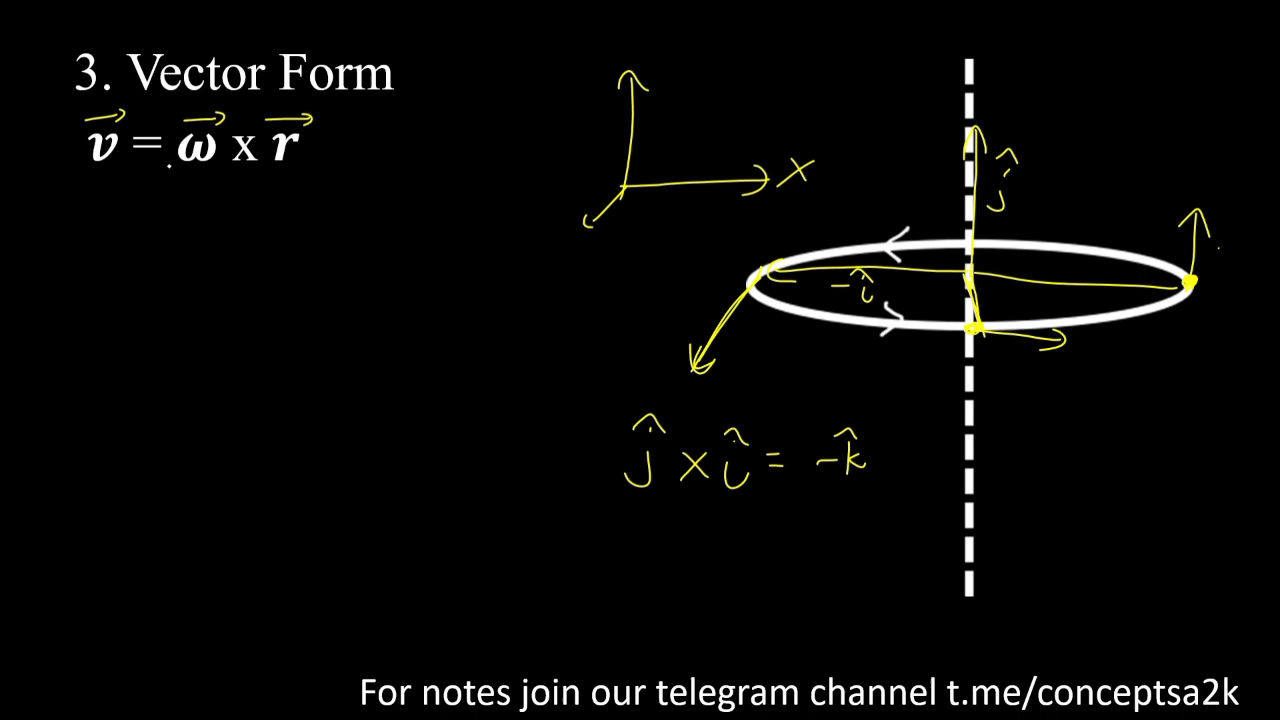 3. Vector Form
v⃗ = ω⃗ x r⃗
X
ĵ
-î
ĵ × î = -k̂
For notes join our telegram channel t.me/conceptsa2k